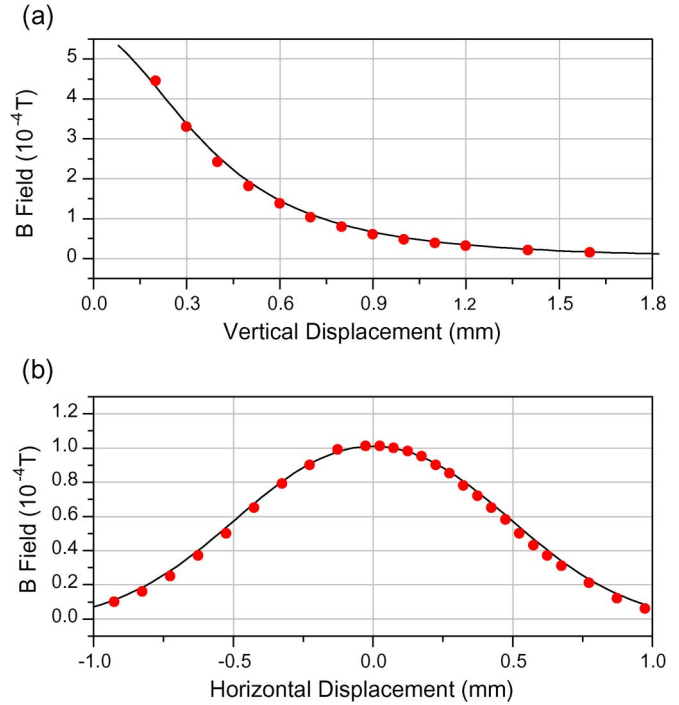 (a)
5
4
3
2
1
0
B Field (10⁻⁴T)
0.0 0.3 0.6 0.9 1.2 1.5 1.8
Vertical Displacement (mm)
(b)
1.2
1.0
0.8
0.6
0.4
0.2
0.0
B Field (10⁻⁴T)
-1.0 -0.5 0.0 0.5 1.0
Horizontal Displacement (mm)